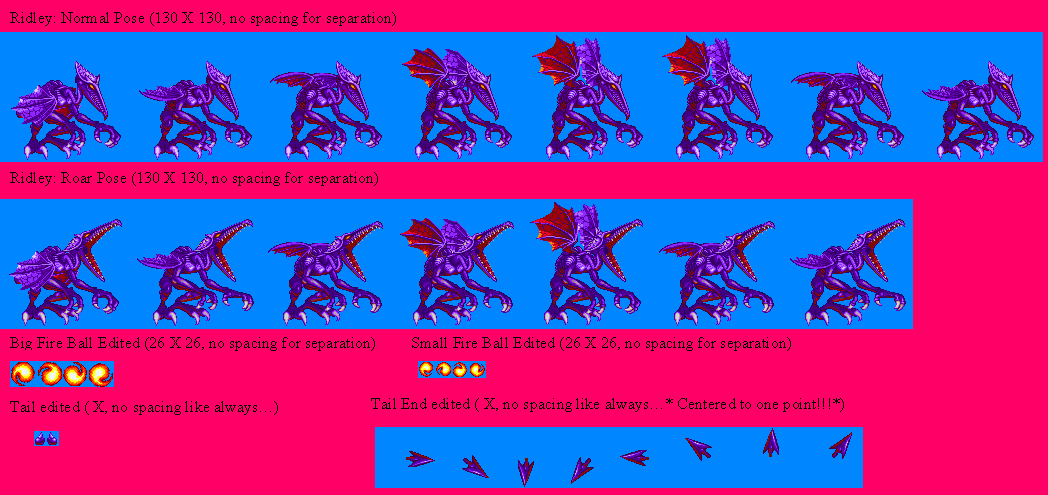 Ridley: Normal Pose (130 X 130, no spacing for separation)
Ridley: Roar Pose (130 X 130, no spacing for separation)
Big Fire Ball Edited (26 X 26, no spacing for separation)
Small Fire Ball Edited (26 X 26, no spacing for separation)
Tail edited ( X, no spacing like always...)
Tail End edited ( X, no spacing like always...* Centered to one point!!!*)